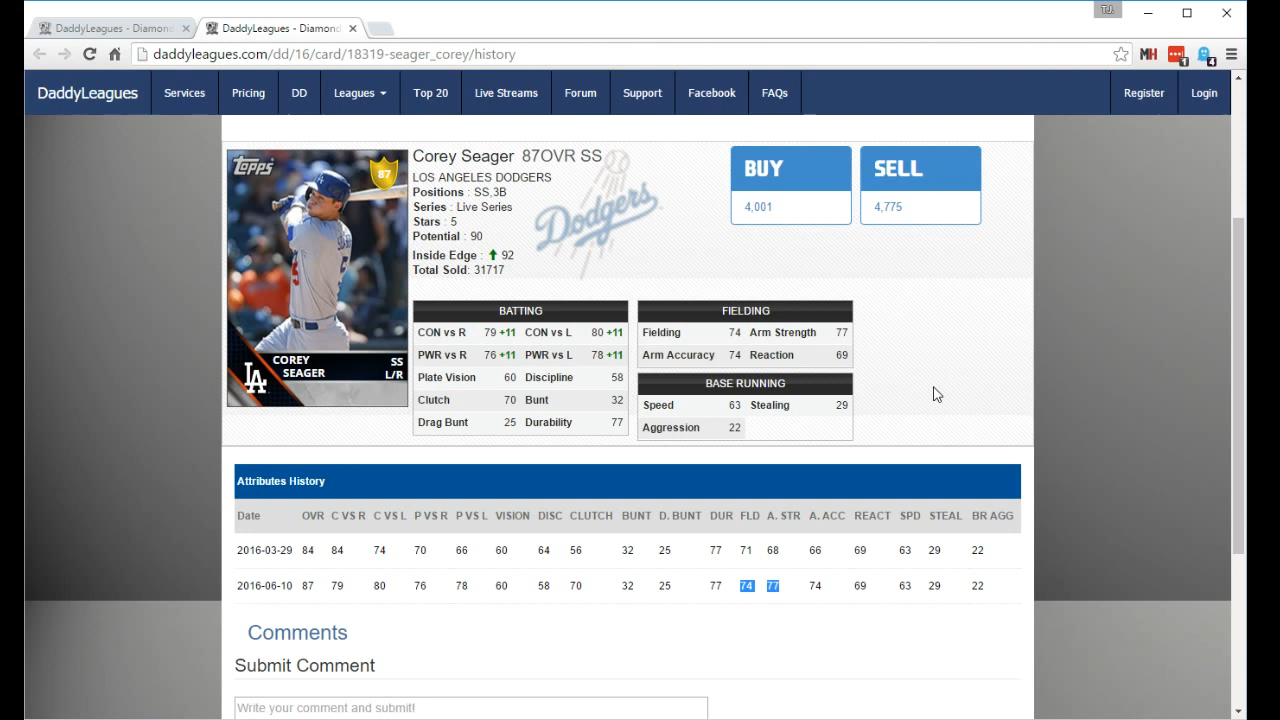 TJ.
DaddyLeagues - Diamond
DaddyLeagues - Diamond
daddyleagues.com/dd/16/card/18319-seager_corey/history
MH 1 4
DaddyLeagues Services Pricing DD Leagues Top 20 Live Streams Forum Support Facebook FAQs Register Login
Topps 87
COREY SEAGER SS L/R
LA
Corey Seager 87OVR SS
LOS ANGELES DODGERS
Positions : SS,3B
Series : Live Series
Stars : 5
Potential : 90
Inside Edge : 92
Total Sold: 31717
Dodgers
BUY
4,001
SELL
4,775
BATTING
CON vs R 79 +11 CON vs L 80 +11
PWR vs R 76 +11 PWR vs L 78 +11
Plate Vision 60 Discipline 58
Clutch 70 Bunt 32
Drag Bunt 25 Durability 77
FIELDING
Fielding 74 Arm Strength 77
Arm Accuracy 74 Reaction 69
BASE RUNNING
Speed 63 Stealing 29
Aggression 22
Attributes History
Date OVR C VS R C VS L P VS R P VS L VISION DISC CLUTCH BUNT D. BUNT DUR FLD A. STR A. ACC REACT SPD STEAL BR AGG
2016-03-29 84 84 74 70 66 60 64 56 32 25 77 71 68 66 69 63 29 22
2016-06-10 87 79 80 76 78 60 58 70 32 25 77 74 77 74 69 63 29 22
Comments
Submit Comment
Write your comment and submit!